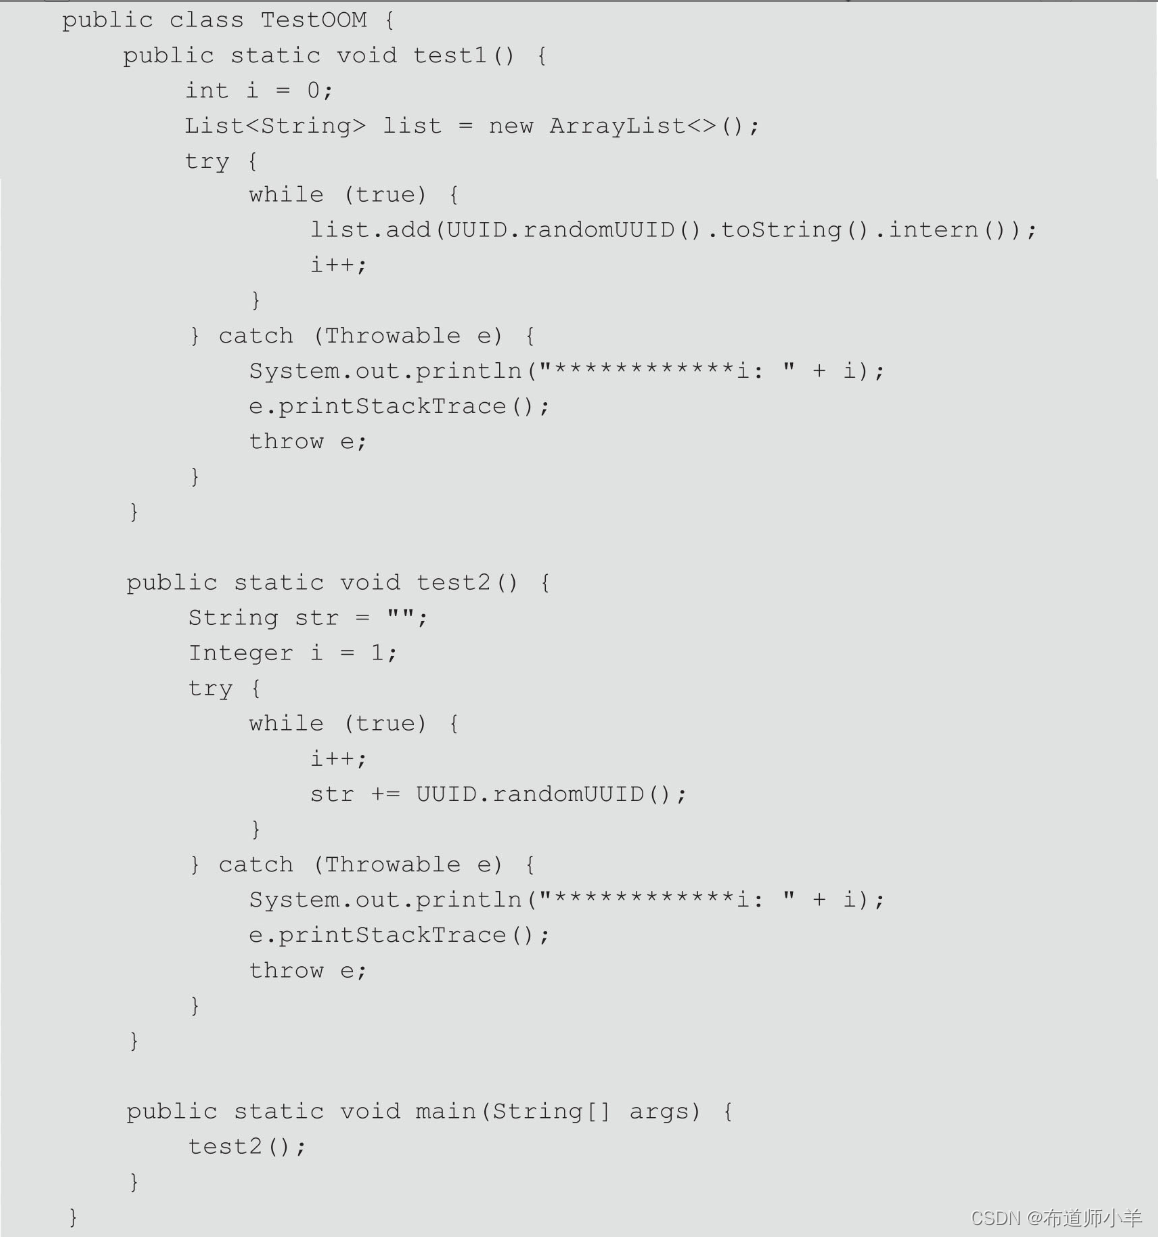 public class TestOOM {
    public static void test1() {
        int i = 0;
        List<String> list = new ArrayList<>();
        try {
            while (true) {
                list.add(UUID.randomUUID().toString().intern());
                i++;
            }
        } catch (Throwable e) {
            System.out.println("************i: " + i);
            e.printStackTrace();
            throw e;
        }
    }

    public static void test2() {
        String str = "";
        Integer i = 1;
        try {
            while (true) {
                i++;
                str += UUID.randomUUID();
            }
        } catch (Throwable e) {
            System.out.println("************i: " + i);
            e.printStackTrace();
            throw e;
        }
    }

    public static void main(String[] args) {
        test2();
    }
}
CSDN @布道师小羊